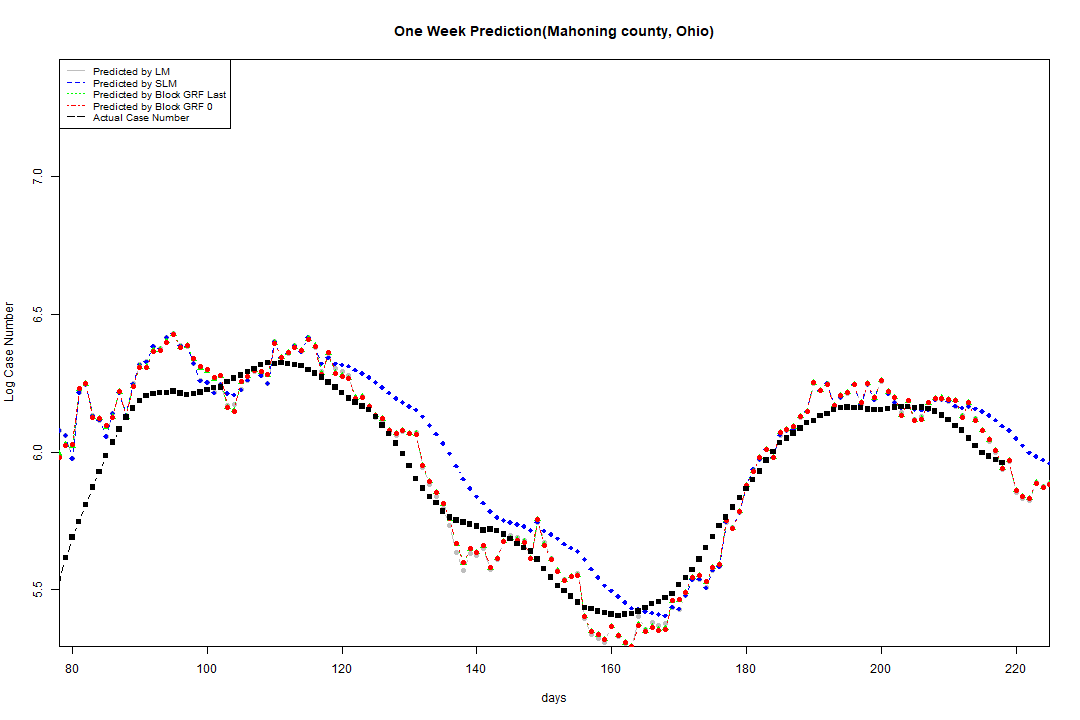 One Week Prediction(Mahoning county, Ohio)
Predicted by LM
Predicted by SLM
Predicted by Block GRF Last
Predicted by Block GRF 0
Actual Case Number
Log Case Number
7.0
6.5
6.0
5.5
80 100 120 140 160 180 200 220
days